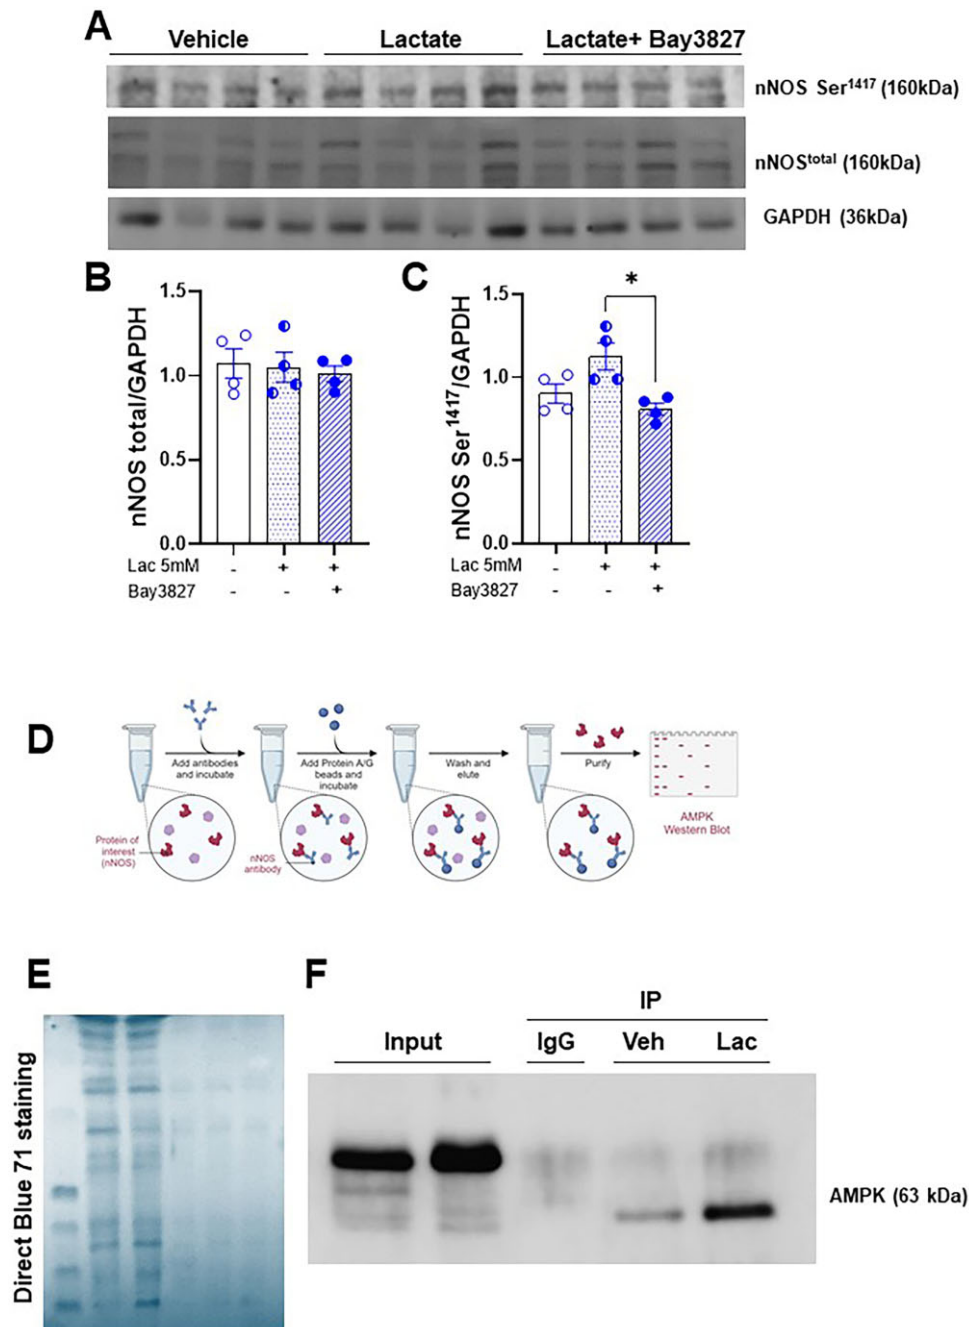 A
Vehicle Lactate Lactate+ Bay3827
nNOS Ser¹⁴¹⁷ (160kDa)
nNOSᵗᵒᵗᵃˡ (160kDa)
GAPDH (36kDa)
B
nNOS total/GAPDH
1.5
1.0
0.5
0.0
Lac 5mM - + +
Bay3827 - - +
C
nNOS Ser¹⁴¹⁷/GAPDH
1.5
1.0
0.5
0.0
*
Lac 5mM - + +
Bay3827 - - +
D
Add antibodies
and incubate
Add Protein A/G
beads and
incubate
Wash and
elute
Purify
Protein of
interest
(nNOS)
nNOS
antibody
AMPK
Western Blot
E
Direct Blue 71 staining
F
IP
Input IgG Veh Lac
AMPK (63 kDa)